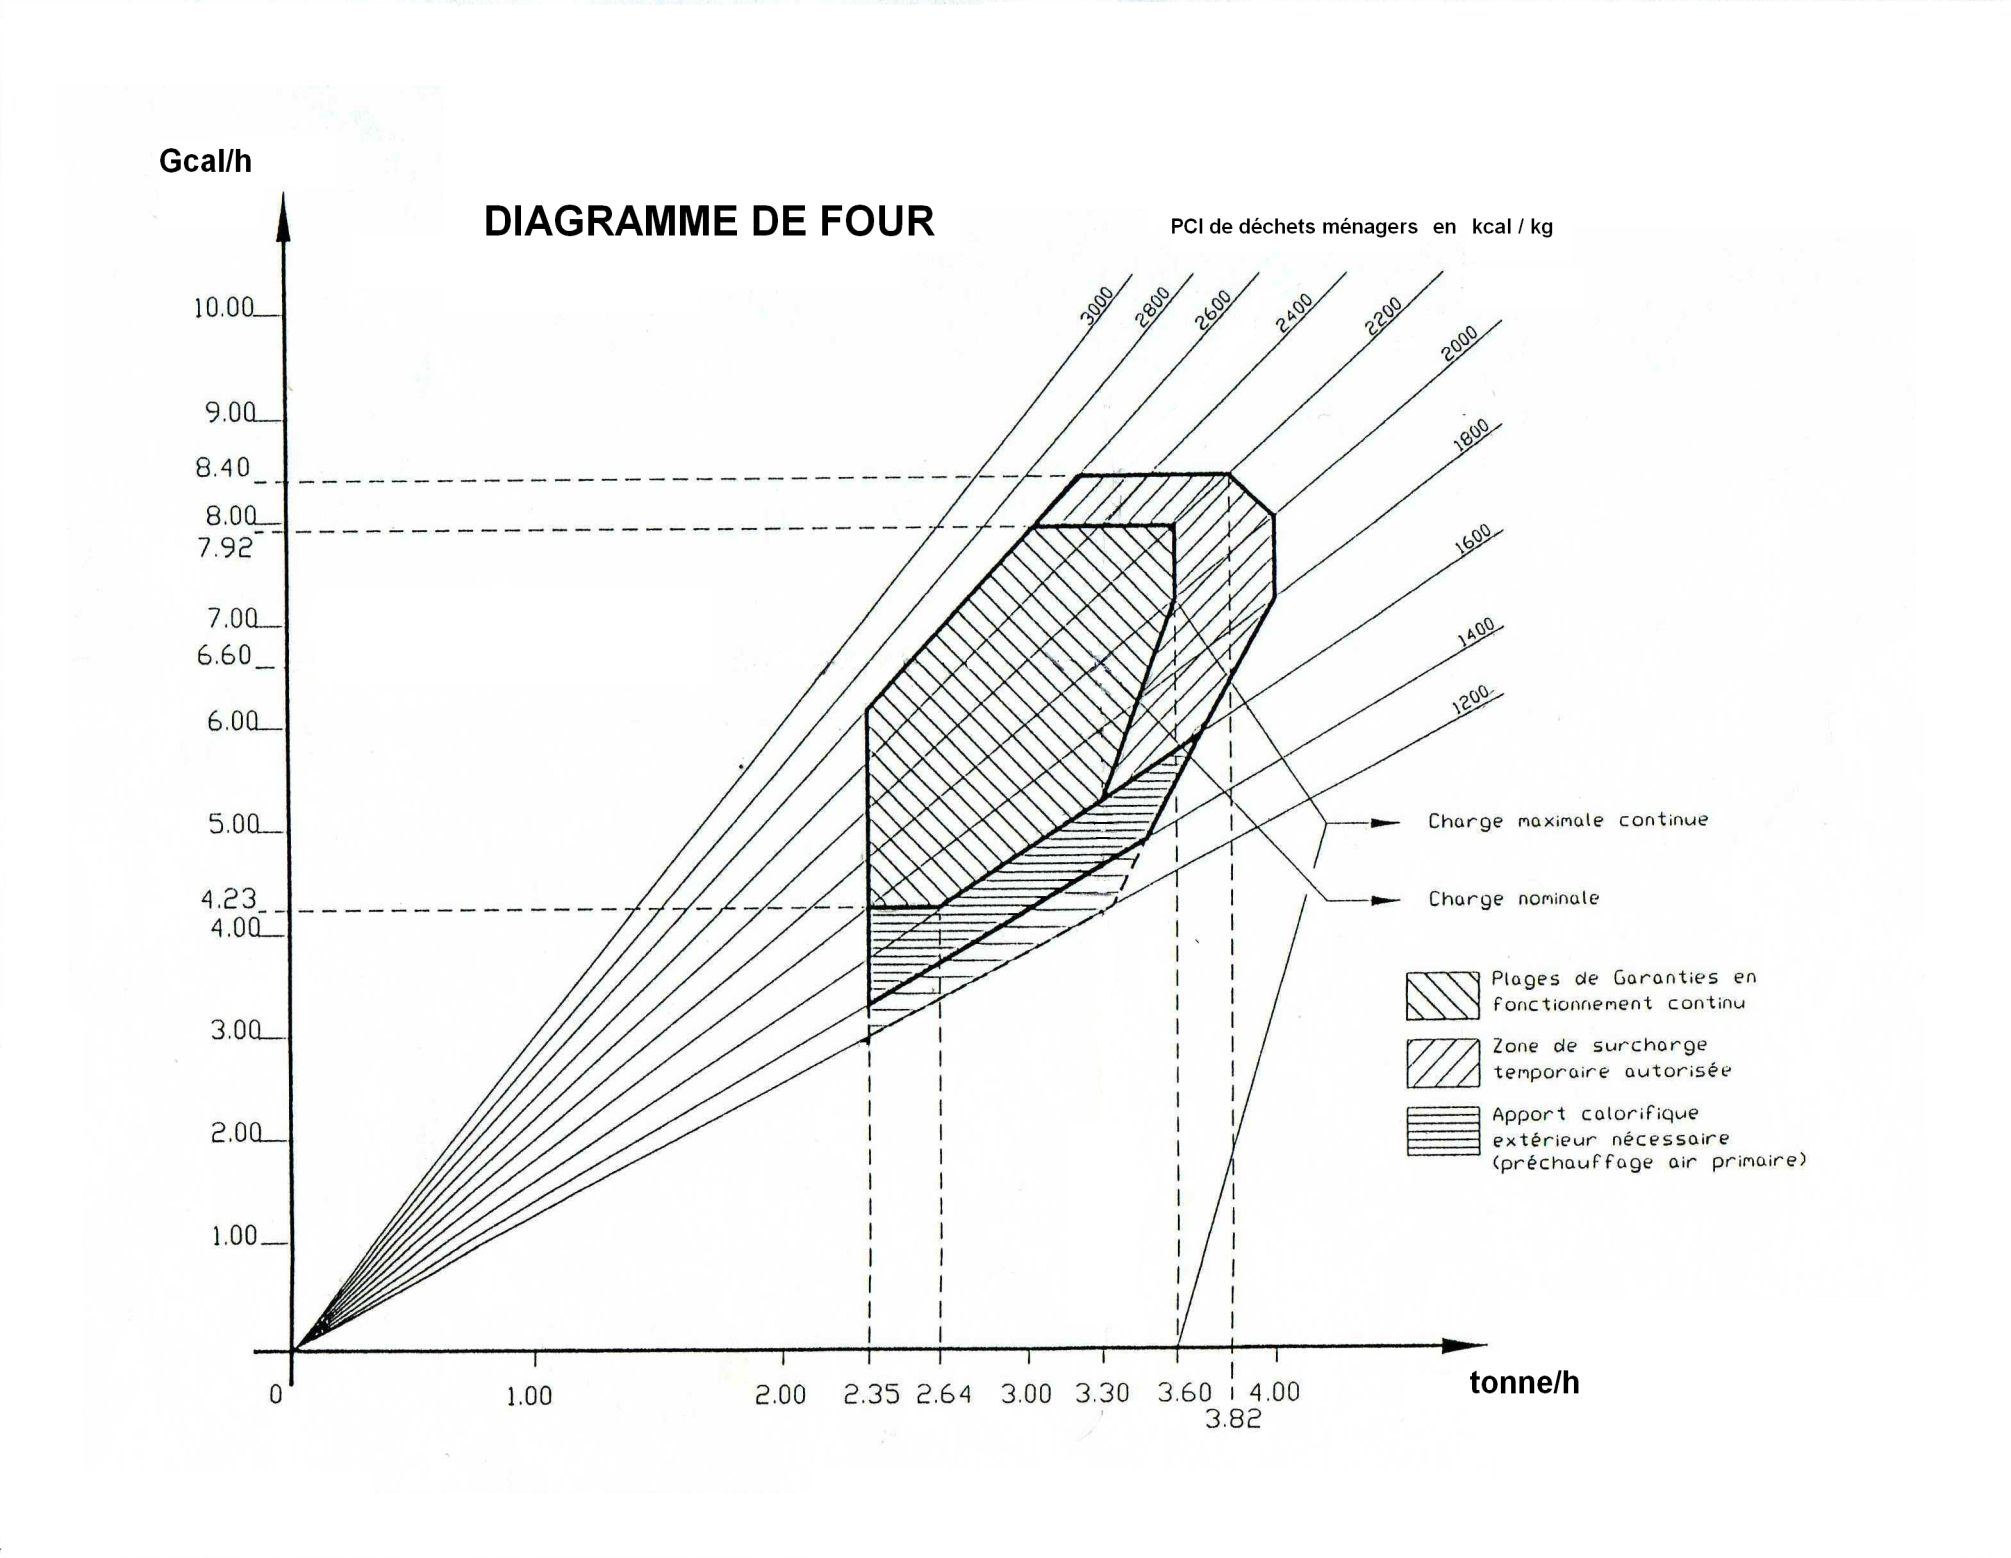 Gcal/h
DIAGRAMME DE FOUR
PCI de déchets ménagers en kcal / kg
3000
2800
2600
2400
2200
2000
1800
1600
1400
1200
10.00
9.00
8.40
8.00
7.92
7.00
6.60
6.00
5.00
4.23
4.00
3.00
2.00
1.00
Charge maximale continue
Charge nominale
Plages de Garanties en
fonctionnement continu
Zone de surcharge
temporaire autorisée
Apport calorifique
extérieur nécessaire
(préchauffage air primaire)
0 1.00 2.00 2.35 2.64 3.00 3.30 3.60 4.00
3.82
tonne/h